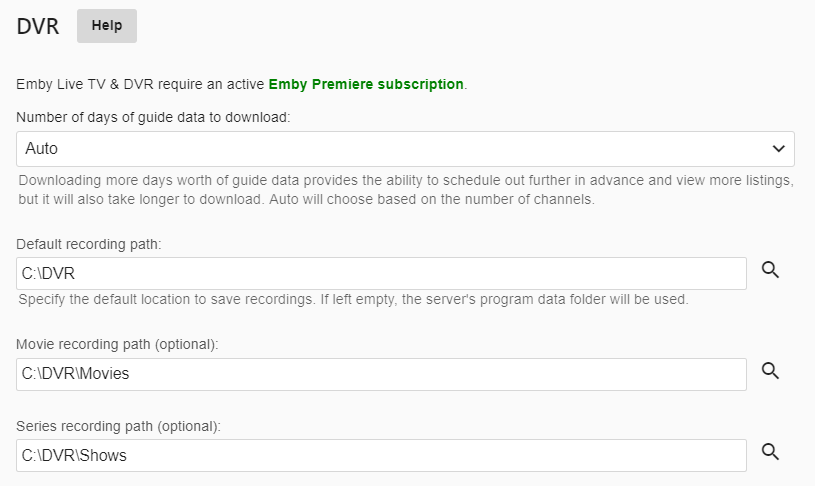 DVR Help
Emby Live TV & DVR require an active Emby Premiere subscription.
Number of days of guide data to download:
Auto
Downloading more days worth of guide data provides the ability to schedule out further in advance and view more listings,
but it will also take longer to download. Auto will choose based on the number of channels.
Default recording path:
C:\DVR
Specify the default location to save recordings. If left empty, the server's program data folder will be used.
Movie recording path (optional):
C:\DVR\Movies
Series recording path (optional):
C:\DVR\Shows